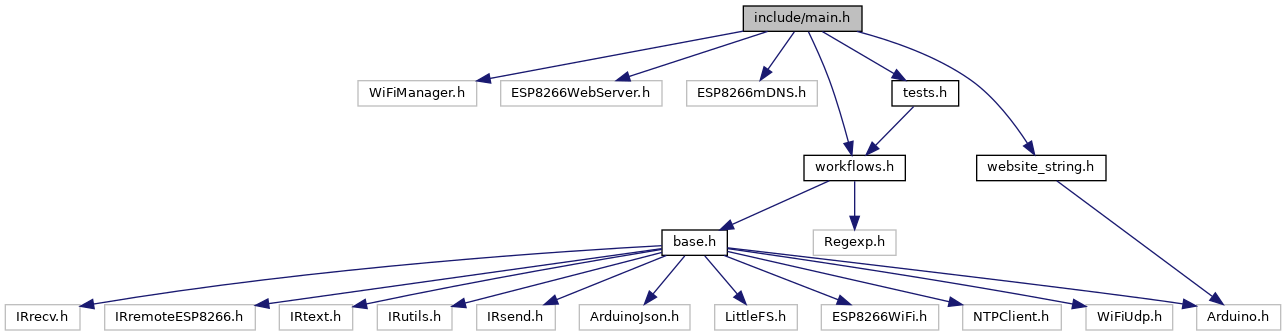 include/main.h
WiFiManager.h
ESP8266WebServer.h
ESP8266mDNS.h
tests.h
workflows.h
website_string.h
base.h
Regexp.h
IRrecv.h
IRremoteESP8266.h
IRtext.h
IRutils.h
IRsend.h
ArduinoJson.h
LittleFS.h
ESP8266WiFi.h
NTPClient.h
WiFiUdp.h
Arduino.h